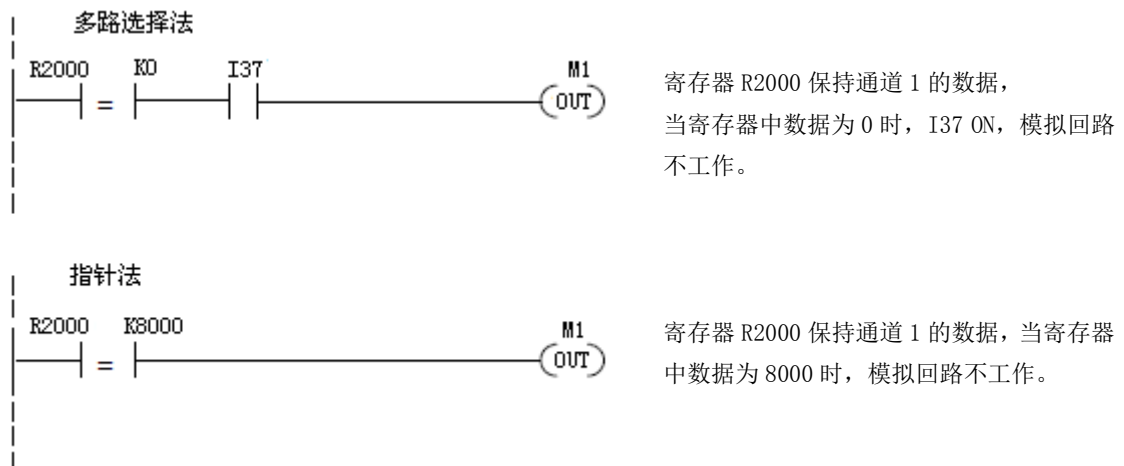 多路选择法
R2000 K0 I37 M1
= OUT
寄存器 R2000 保持通道 1 的数据，
当寄存器中数据为 0 时，I37 ON，模拟回路
不工作。
指针法
R2000 K8000 M1
= OUT
寄存器 R2000 保持通道 1 的数据，当寄存器
中数据为 8000 时，模拟回路不工作。